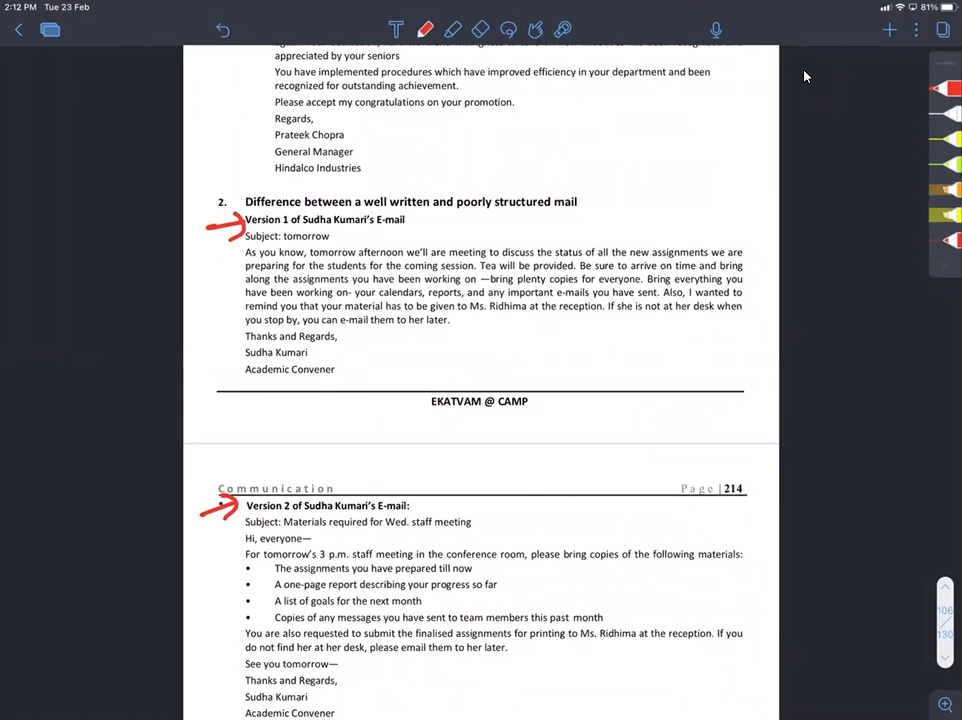 2:12 PM Tue 23 Feb
81%
appreciated by your seniors
You have implemented procedures which have improved efficiency in your department and been
recognized for outstanding achievement.
Please accept my congratulations on your promotion.
Regards,
Prateek Chopra
General Manager
Hindalco Industries
2. Difference between a well written and poorly structured mail
Version 1 of Sudha Kumari's E-mail
Subject: tomorrow
As you know, tomorrow afternoon we'll are meeting to discuss the status of all the new assignments we are
preparing for the students for the coming session. Tea will be provided. Be sure to arrive on time and bring
along the assignments you have been working on —bring plenty copies for everyone. Bring everything you
have been working on- your calendars, reports, and any important e-mails you have sent. Also, I wanted to
remind you that your material has to be given to Ms. Ridhima at the reception. If she is not at her desk when
you stop by, you can e-mail them to her later.
Thanks and Regards,
Sudha Kumari
Academic Convener
EKATVAM @ CAMP
Communication Page | 214
Version 2 of Sudha Kumari's E-mail:
Subject: Materials required for Wed. staff meeting
Hi, everyone—
For tomorrow's 3 p.m. staff meeting in the conference room, please bring copies of the following materials:
• The assignments you have prepared till now
• A one-page report describing your progress so far
• A list of goals for the next month
• Copies of any messages you have sent to team members this past month
You are also requested to submit the finalised assignments for printing to Ms. Ridhima at the reception. If you
do not find her at her desk, please email them to her later.
See you tomorrow—
Thanks and Regards,
Sudha Kumari
Academic Convener
106
130